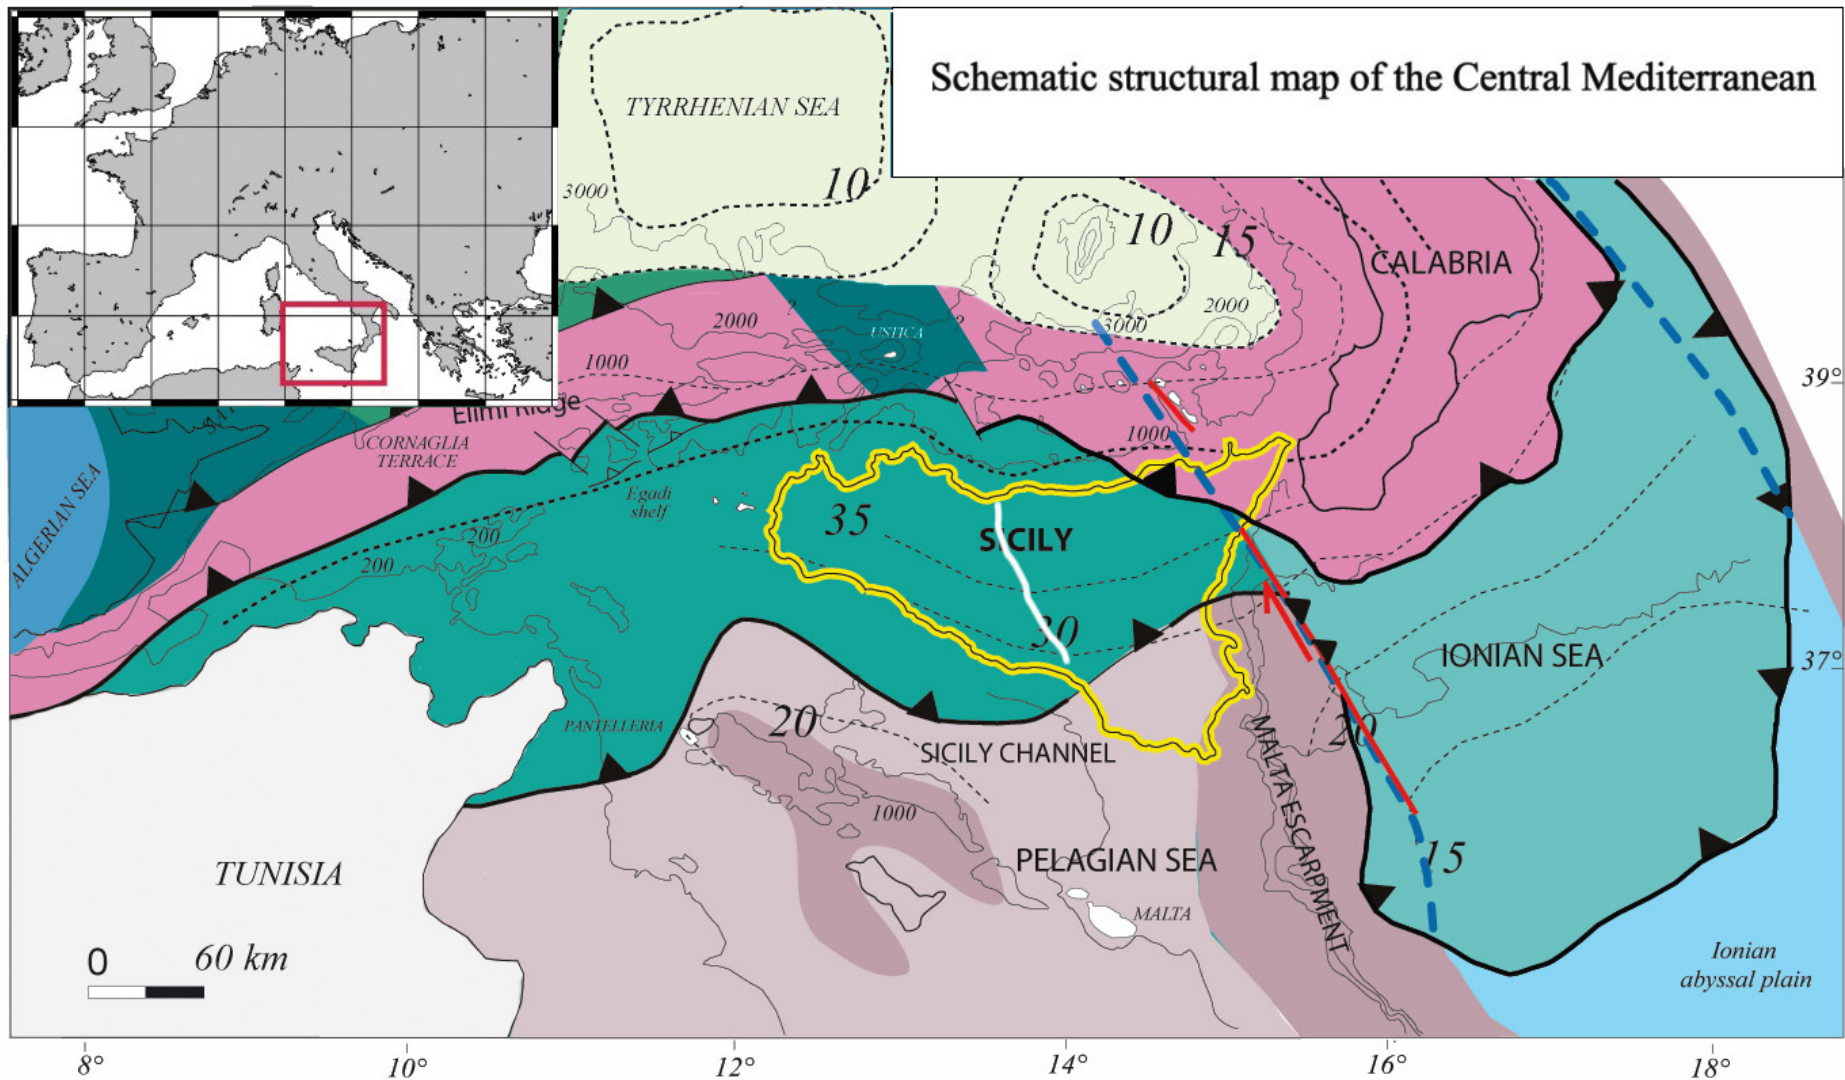 Schematic structural map of the Central Mediterranean
TYRRHENIAN SEA
10
3000
10
15
CALABRIA
2000
3000
2000
?
?
USTICA
1000
39°
Elimi Ridge
CORNAGLIA
TERRACE
1000
ALGERIAN SEA
Egadi
shelf
35
SICILY
200
200
30
IONIAN SEA
37°
PANTELLERIA
20
SICILY CHANNEL
20
MALTA ESCARPMENT
1000
PELAGIAN SEA
15
TUNISIA
MALTA
0
60 km
Ionian
abyssal plain
8°
10°
12°
14°
16°
18°